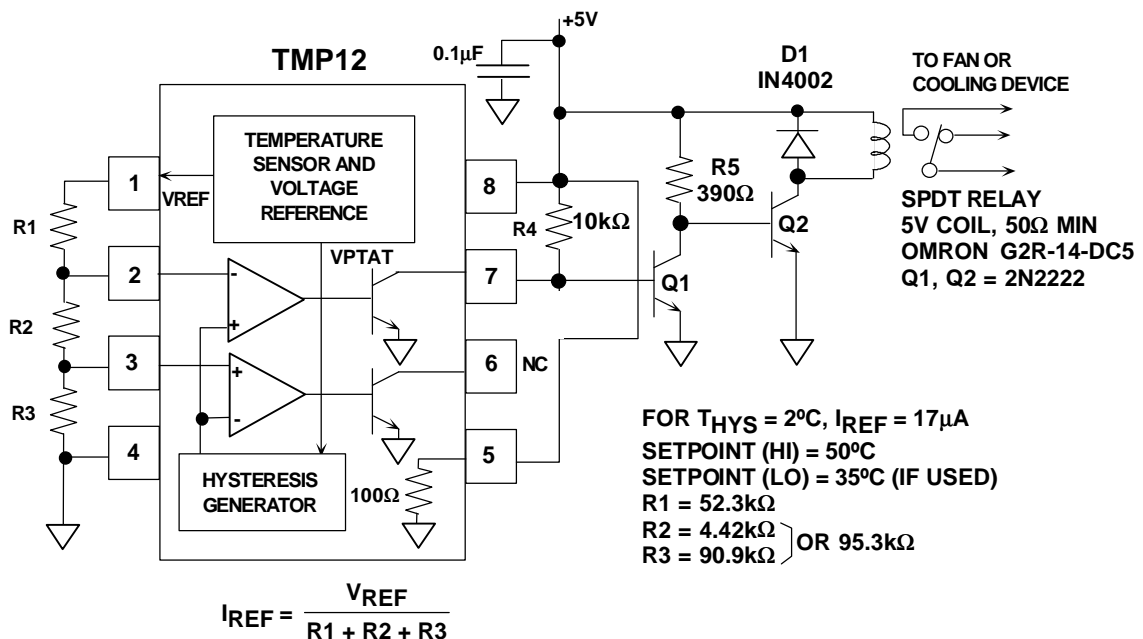 +5V
0.1µF
TMP12
D1
IN4002
TO FAN OR
COOLING DEVICE
TEMPERATURE
SENSOR AND
VOLTAGE
REFERENCE
1
VREF
8
R5
390Ω
R1
R4
10kΩ
Q2
SPDT RELAY
5V COIL, 50Ω MIN
OMRON G2R-14-DC5
Q1, Q2 = 2N2222
2
-
VPTAT
7
Q1
+
R2
3
+
6
NC
-
R3
4
5
HYSTERESIS
GENERATOR
100Ω
FOR THYS = 2ºC, IREF = 17µA
SETPOINT (HI) = 50ºC
SETPOINT (LO) = 35ºC (IF USED)
R1 = 52.3kΩ
R2 = 4.42kΩ
R3 = 90.9kΩ
OR 95.3kΩ
IREF = VREF
R1 + R2 + R3